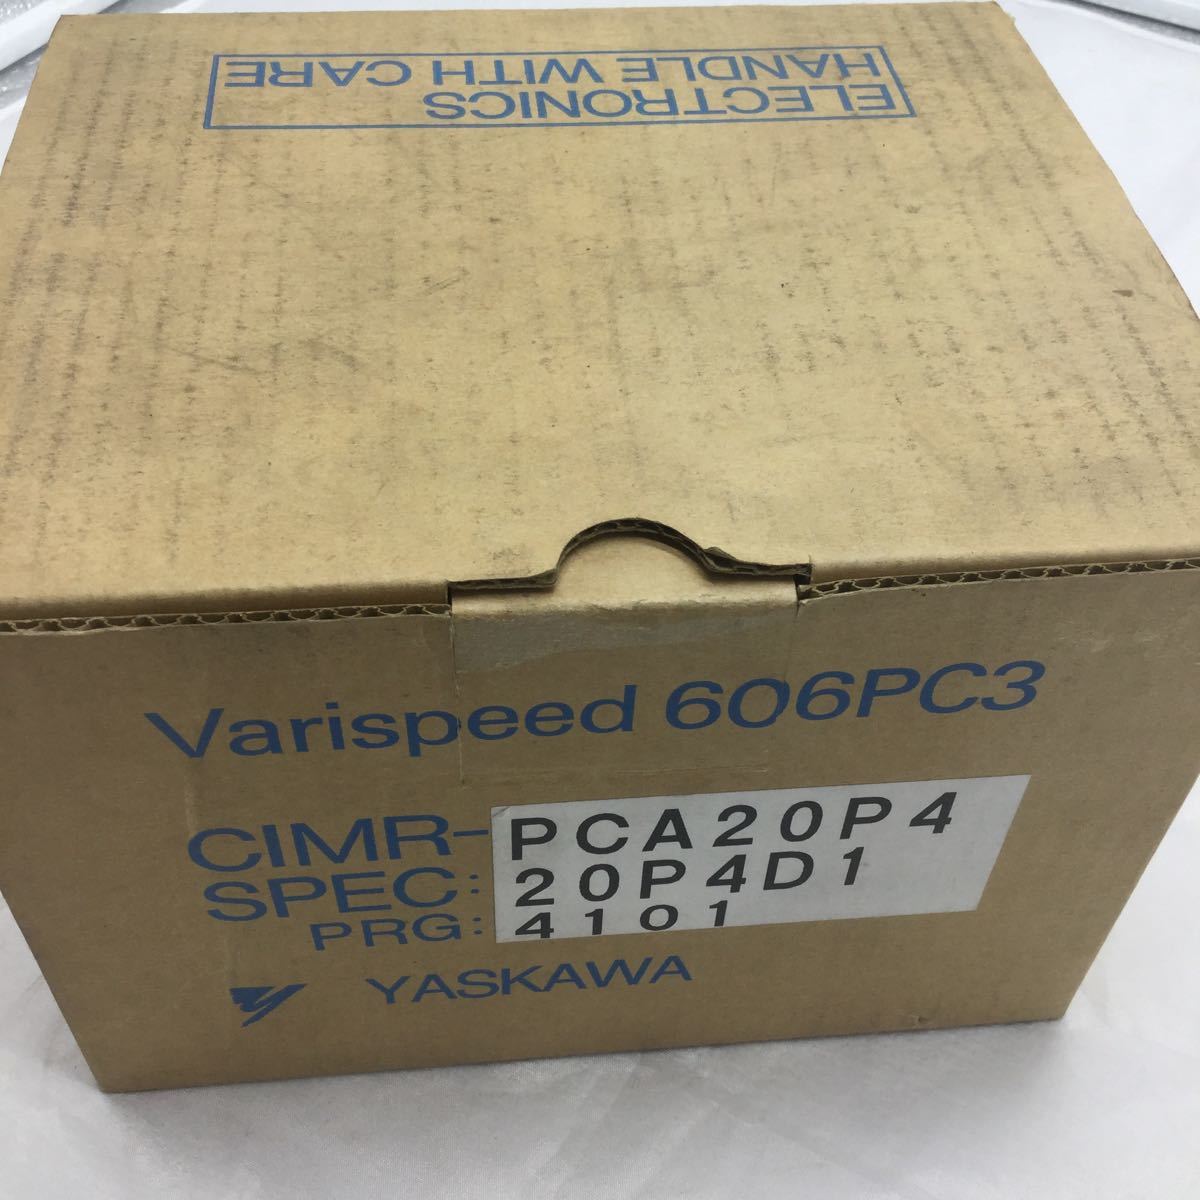 ELECTRONICS
HANDLE WITH CARE
Varispeed 606PC3
CIMR-PCA20P4
SPEC: 20P4D1
PRG: 4101
YASKAWA